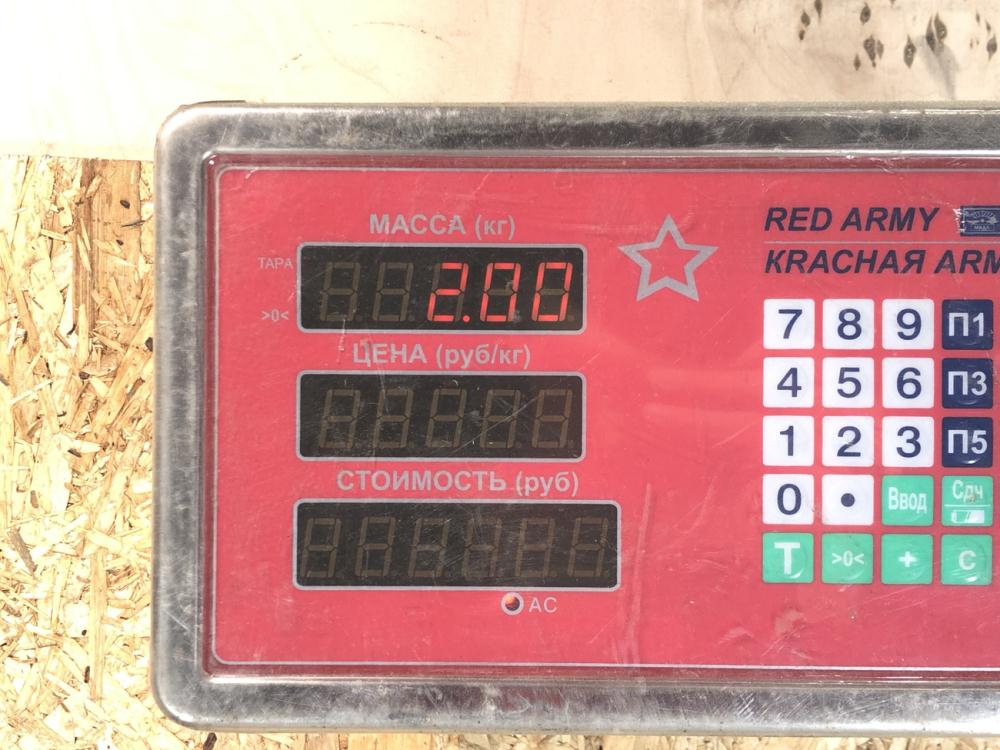 МАССА (кг)
ТАРА
>0<
2.00
ЦЕНА (руб/кг)
СТОИМОСТЬ (руб)
AC
RED ARMY
КRАСНАЯ ARM
7 8 9 П1
4 5 6 П3
1 2 3 П5
0 • Ввод Сдч
T >0< + С